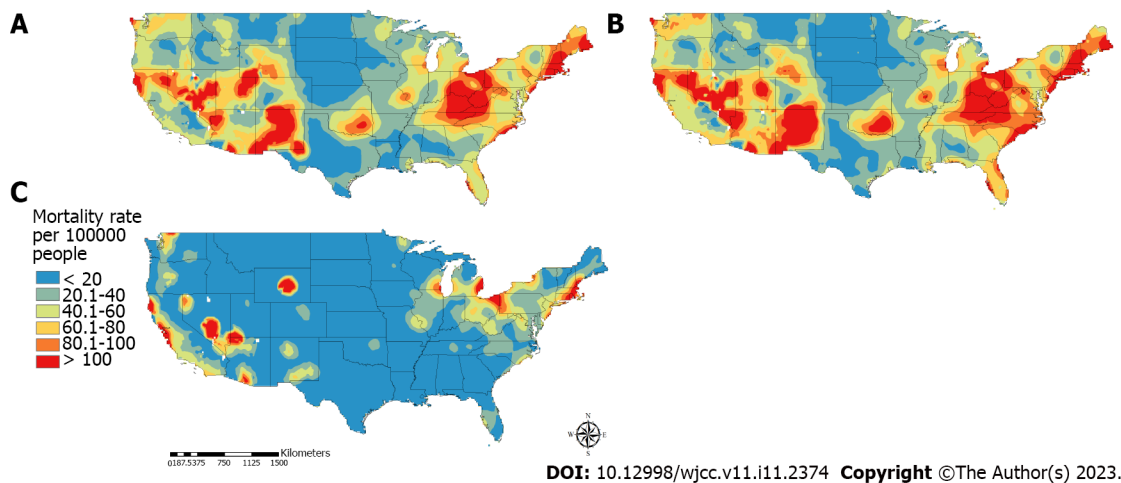 A
B
C
Mortality rate
per 100000
people
< 20
20.1-40
40.1-60
60.1-80
80.1-100
> 100
N
W E
S
Kilometers
0187.5375 750 1125 1500
DOI: 10.12998/wjcc.v11.i11.2374 Copyright ©The Author(s) 2023.